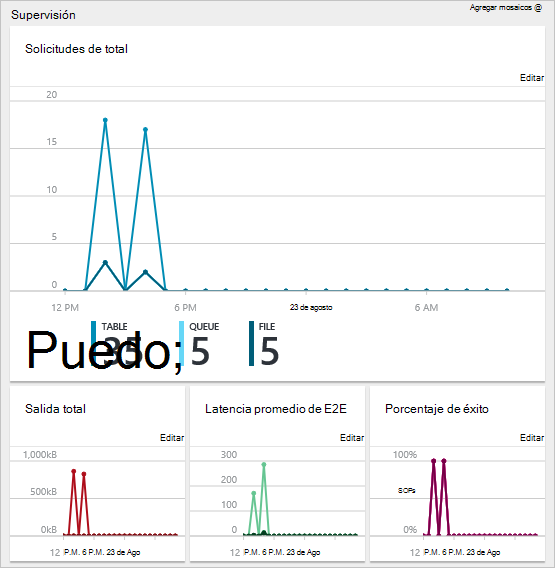 Supervisión
Agregar mosaicos @
Solicitudes de total
Editar
20
15
10
5
0
12 PM
6 PM
23 de agosto
6 AM
TABLE
QUEUE
FILE
Puedo;
35
5
5
Salida total
Editar
1,000kB
500kB
0kB
12 P.M. 6 P.M. 23 de Ago
Latencia promedio de E2E
Editar
300
200
100
0
12 P.M. 6 P.M. 23 de Ago
Porcentaje de éxito
Editar
100%
SOPs
0%
12 P.M. 6 P.M. 23 de Ago